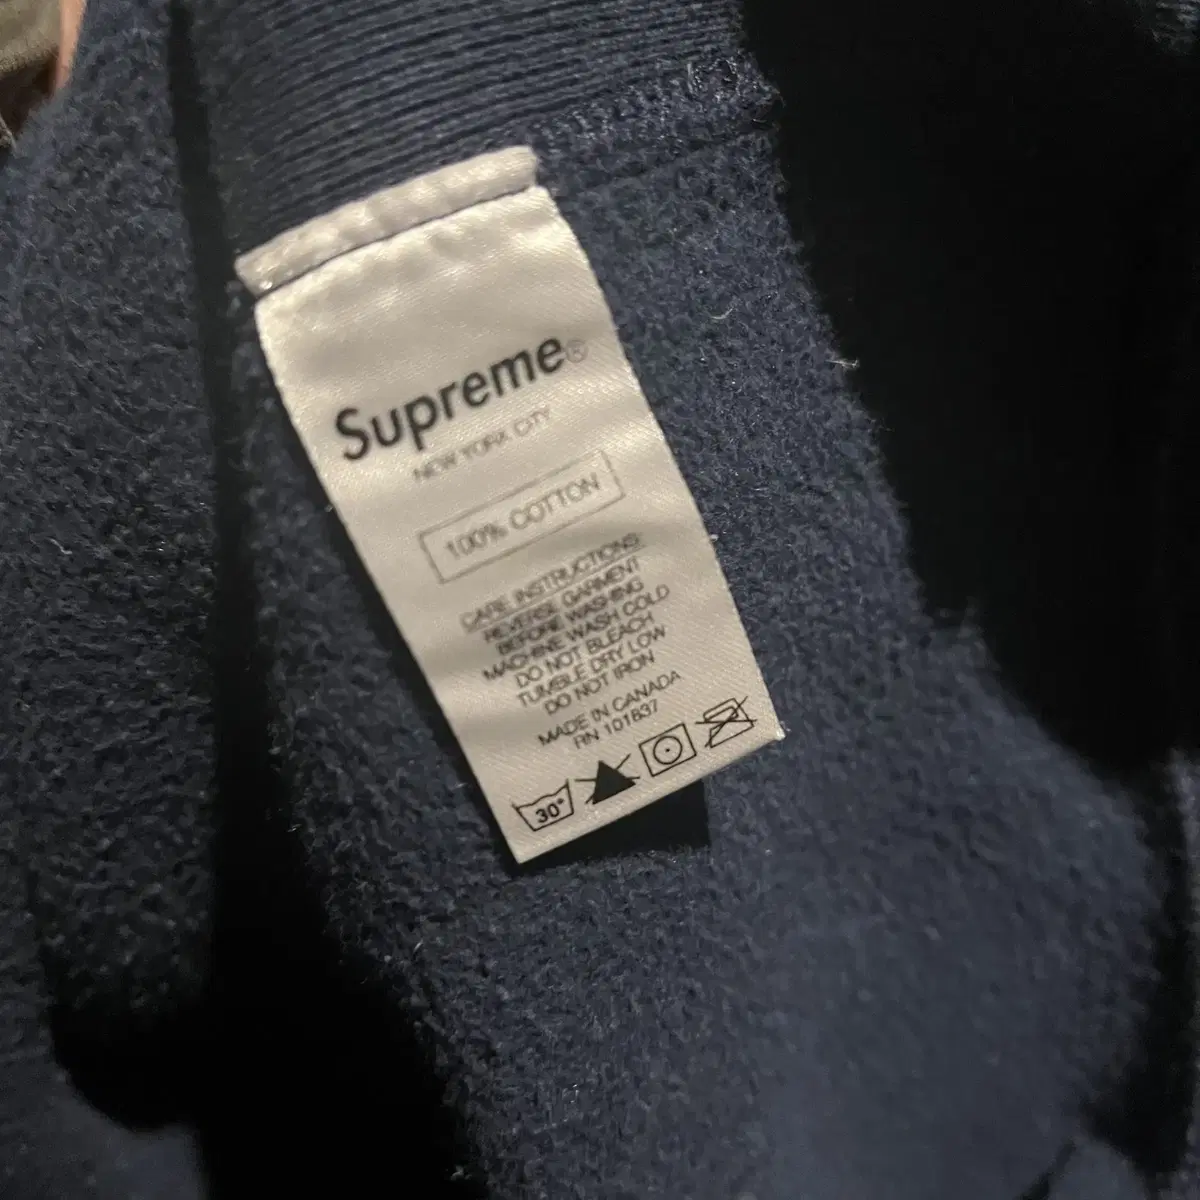 Supreme®
NEW YORK CITY
100% COTTON
CARE INSTRUCTIONS:
REVERSE GARMENT
BEFORE WASHING
MACHINE WASH COLD
DO NOT BLEACH
TUMBLE DRY LOW
DO NOT IRON
MADE IN CANADA
RN 101837
30°